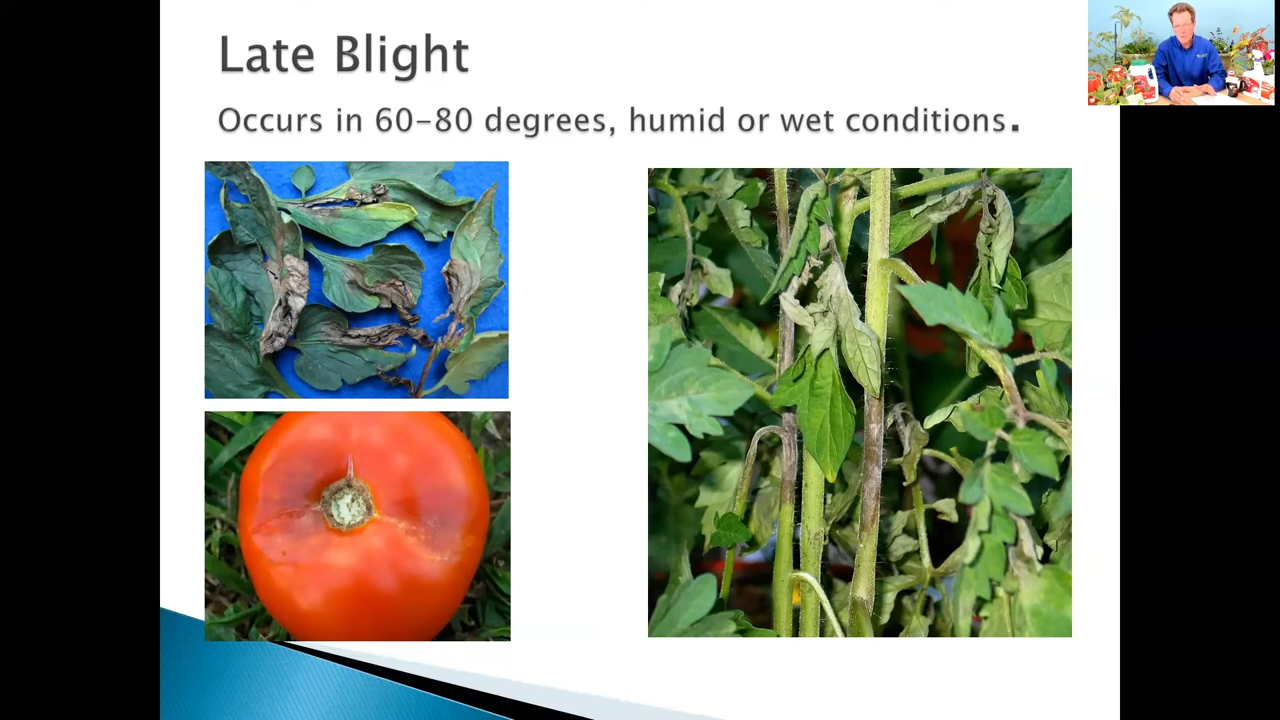 Late Blight
Occurs in 60-80 degrees, humid or wet conditions.